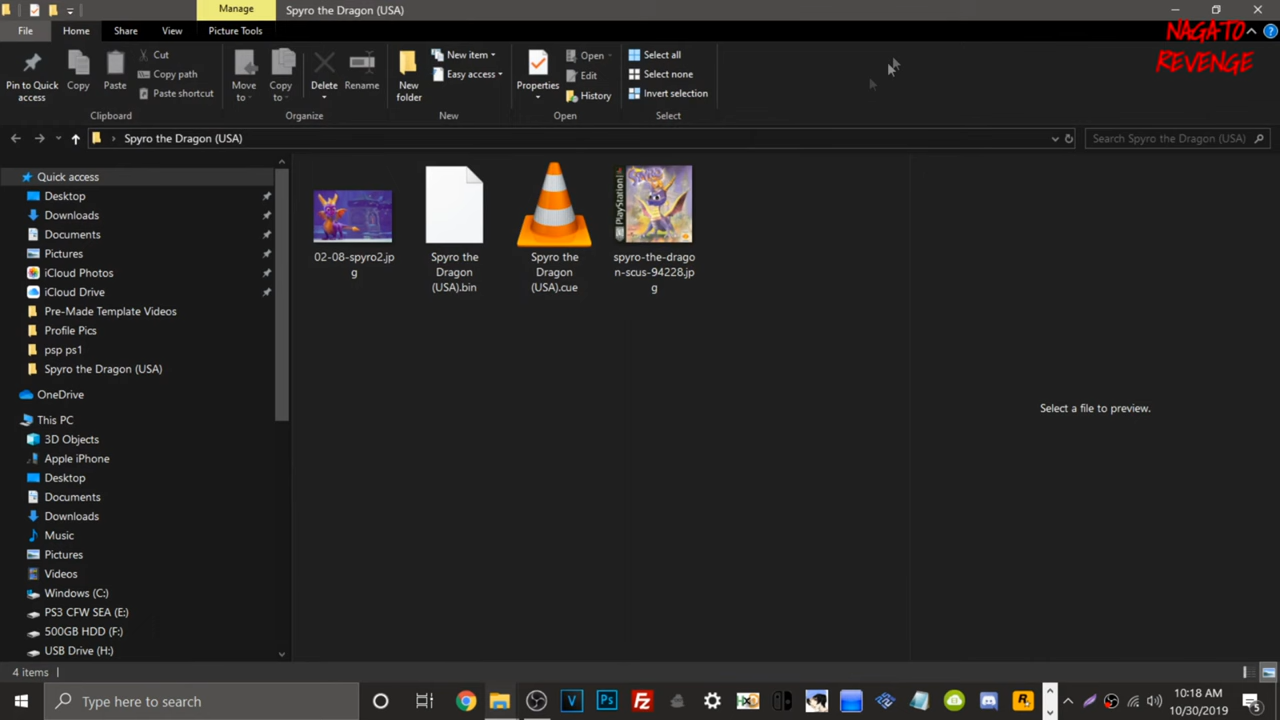 Manage
Spyro the Dragon (USA)
NAGATO
REVENGE
File
Home
Share
View
Picture Tools
Pin to Quick
access
Copy
Paste
Cut
Copy path
Paste shortcut
Clipboard
Move
to
Copy
to
Delete
Rename
Organize
New
folder
New item
Easy access
New
Properties
Open
Edit
History
Open
Select all
Select none
Invert selection
Select
Spyro the Dragon (USA)
Search Spyro the Dragon (USA)
Quick access
Desktop
Downloads
Documents
Pictures
iCloud Photos
iCloud Drive
Pre-Made Template Videos
Profile Pics
psp ps1
Spyro the Dragon (USA)
OneDrive
This PC
3D Objects
Apple iPhone
Desktop
Documents
Downloads
Music
Pictures
Videos
Windows (C:)
PS3 CFW SEA (E:)
500GB HDD (F:)
USB Drive (H:)
02-08-spyro2.jp
g
Spyro the
Dragon
(USA).bin
Spyro the
Dragon
(USA).cue
PlayStation
Spyro
spyro-the-drago
n-scus-94228.jp
g
Select a file to preview.
4 items
Type here to search
10:18 AM
10/30/2019
5